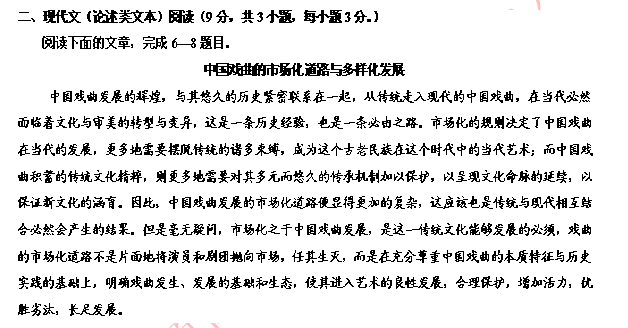 二、现代文（论述类文本）阅读（9分，共3小题，每小题3分。）
阅读下面的文章，完成6—8题目。
中国戏曲的市场化道路与多样化发展
中国戏曲发展的辉煌，与其悠久的历史紧密联系在一起，从传统走入现代的中国戏曲，在当代必然
面临着文化与审美的转型与变异，这是一条历史经验，也是一条必由之路。市场化的规则决定了中国戏曲
在当代的发展，更多地需要摆脱传统的诸多束缚，成为这个古老民族在这个时代中的当代艺术；而中国戏
曲积蓄的传统文化精粹，则更多地需要对其多元而悠久的传承机制加以保护，以呈现文化命脉的延续，以
保证新文化的涵育。因此，中国戏曲发展的市场化道路便显得更加的复杂，这应该也是传统与现代相互结
合必然会产生的结果。但是毫无疑问，市场化之于中国戏曲发展，是这一传统文化能够发展的必须，戏曲
的市场化道路不是片面地将演员和剧团抛向市场，任其生灭，而是在充分尊重中国戏曲的本质特征与历史
实践的基础上，明确戏曲发生、发展的基础和生态，使其进入艺术的良性发展，合理保护，增加活力，优
胜劣汰，长足发展。